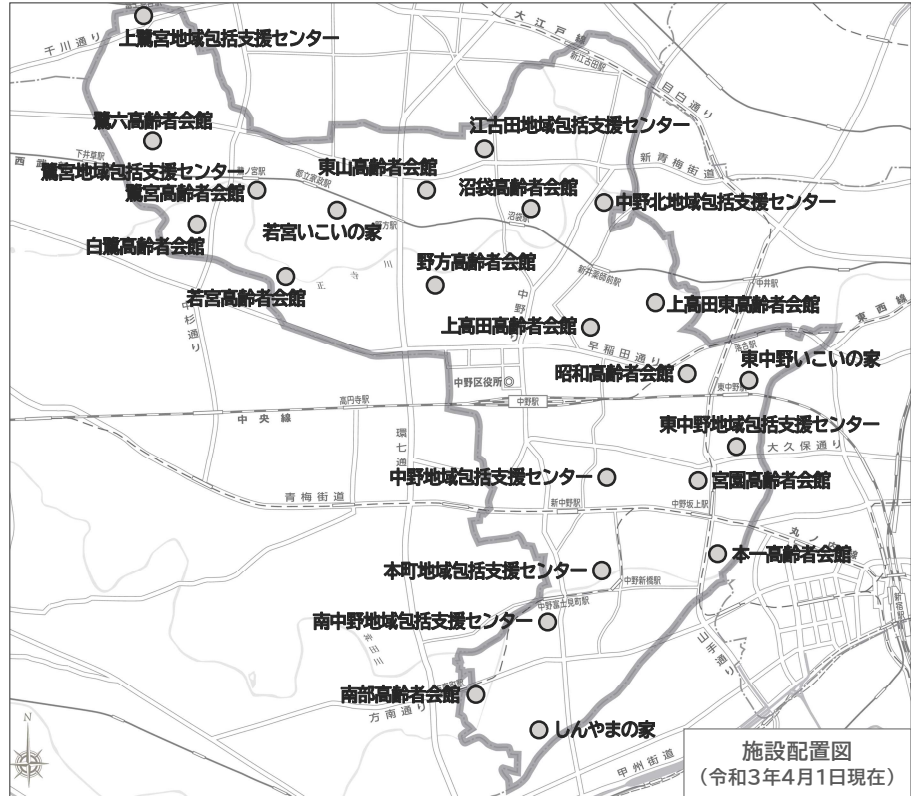 千川通り
上鷺宮地域包括支援センター
大江戸線
新江古田駅
目白通り
鷺六高齢者会館
江古田地域包括支援センター
下井草駅
新青梅街道
鷺宮地域包括支援センター
東山高齢者会館
都立家政駅
鷺宮高齢者会館
沼袋高齢者会館
中野北地域包括支援センター
若宮いこいの家
沼袋駅
白鷺高齢者会館
野方高齢者会館
新井薬師前駅
中井駅
若宮高齢者会館
上高田東高齢者会館
中杉通り
上高田高齢者会館
東西線
早稲田通り
落合駅
東中野いこいの家
昭和高齢者会館
中野区役所◎
東中野駅
高円寺駅
中野駅
中央線
東中野地域包括支援センター
大久保通り
環七通
中野地域包括支援センター
宮園高齢者会館
青梅街道
新中野駅
中野坂上駅
丸ノ内線
本一高齢者会館
本町地域包括支援センター
中野新橋駅
新宿駅
中野富士見町駅
南中野地域包括支援センター
山手通り
南部高齢者会館
方南通り
しんやまの家
甲州街道
N
施設配置図
(令和3年4月1日現在)